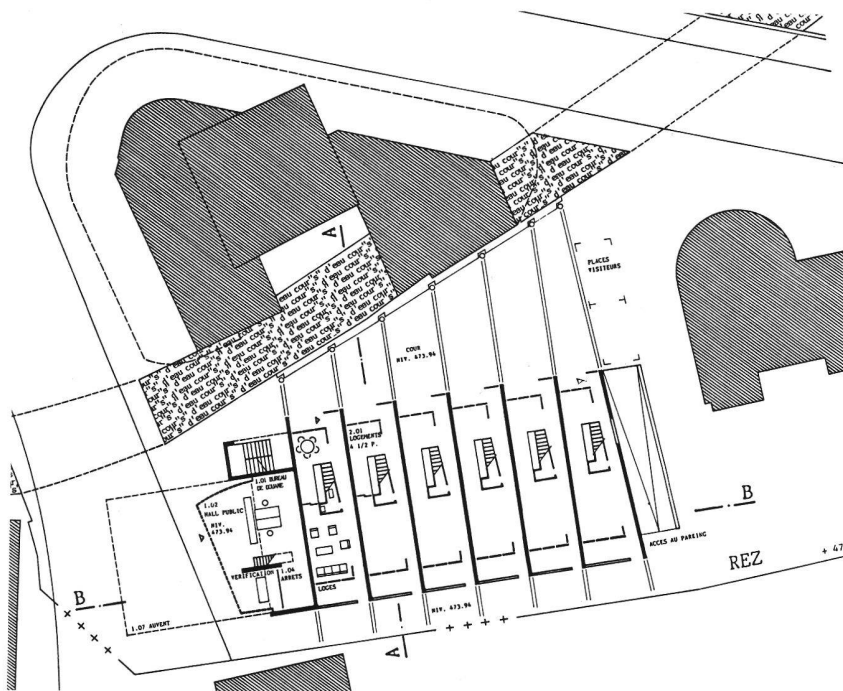 A
PLACES
VISITEURS
COUR
NIV. 473.94
2.01
LOGEMENTS
4 1/2 P.
1.01 BUREAU
DE DOUANE
1.02
HALL PUBLIC
NIV.
473.94
VERIFICATION
1.04
ARRETS
LOGES
B
ACCES AU PARKING
REZ
+ 47
B
1.07 AUVENT
NIV. 473.94
A